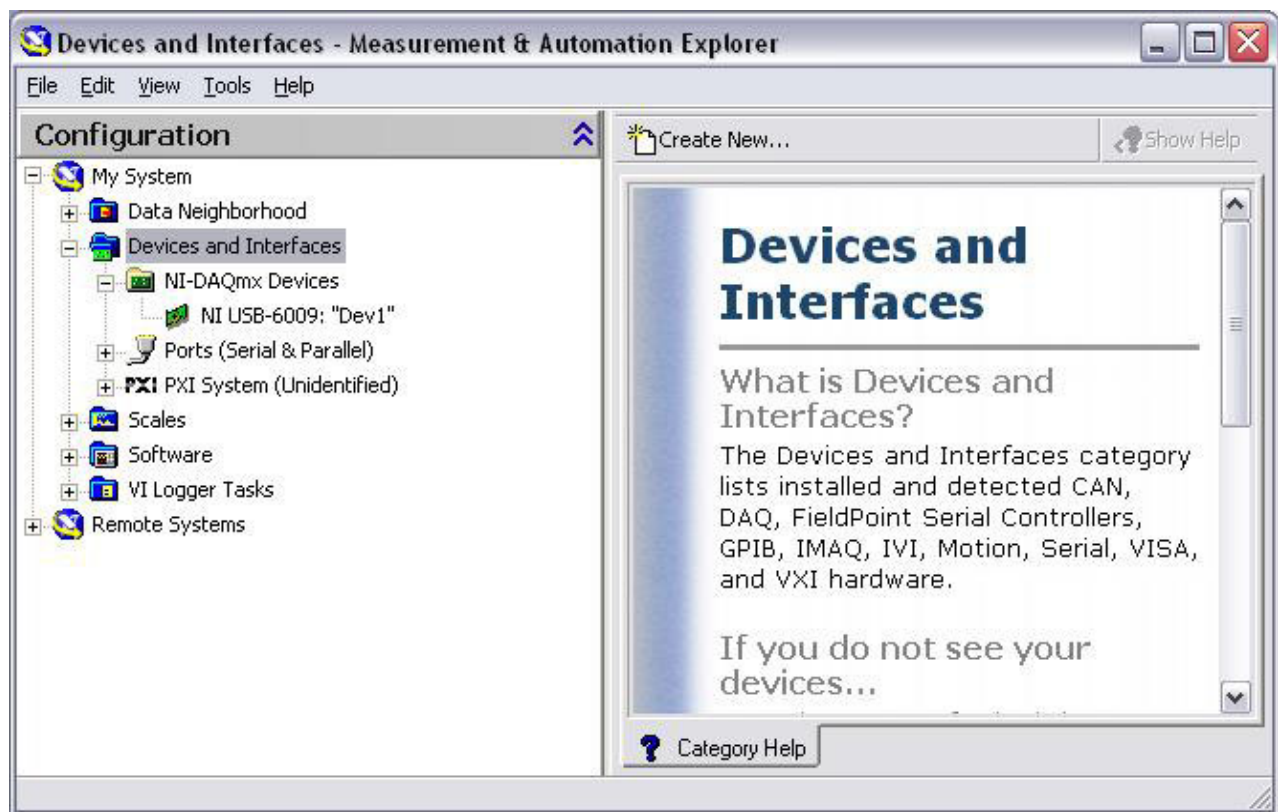 Devices and Interfaces - Measurement & Automation Explorer
File Edit View Tools Help
Configuration
My System
Data Neighborhood
Devices and Interfaces
NI-DAQmx Devices
NI USB-6009: "Dev1"
Ports (Serial & Parallel)
PXI PXI System (Unidentified)
Scales
Software
VI Logger Tasks
Remote Systems
Create New...
Show Help
Devices and
Interfaces
What is Devices and
Interfaces?
The Devices and Interfaces category
lists installed and detected CAN,
DAQ, FieldPoint Serial Controllers,
GPIB, IMAQ, IVI, Motion, Serial, VISA,
and VXI hardware.
If you do not see your
devices...
Category Help